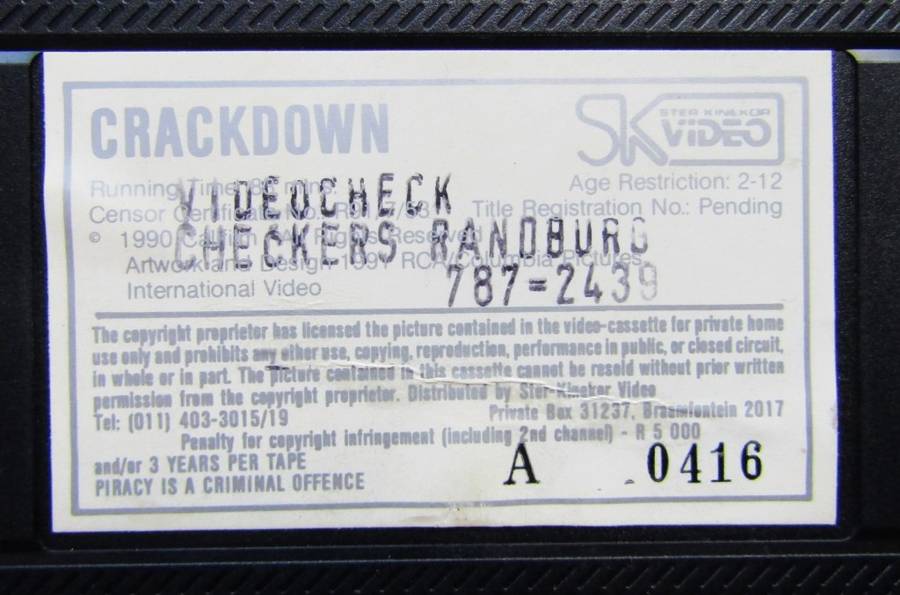 CRACKDOWN
SK STER-KINEKOR VIDEO
Running Time: mins
Age Restriction: 2-12
VIDEOCHECK
Censor Certificate No.:
Title Registration No.: Pending
© 1990 All Rights Reserved
CHECKERS RANDBURG
Artwork and Design 1991 RCA/Columbia Pictures
International Video
787=2439
The copyright proprietor has licensed the picture contained in the video-cassette for private home
use only and prohibits any other use, copying, reproduction, performance in public, or closed circuit,
in whole or in part. The picture contained in this cassette cannot be resold without prior written
permission from the copyright proprietor. Distributed by Ster-Kinekor Video
Tel: (011) 403-3015/19
Private Box 31237, Braamfontein 2017
Penalty for copyright infringement (including 2nd channel) - R 5 000
and/or 3 YEARS PER TAPE
PIRACY IS A CRIMINAL OFFENCE
A 0416